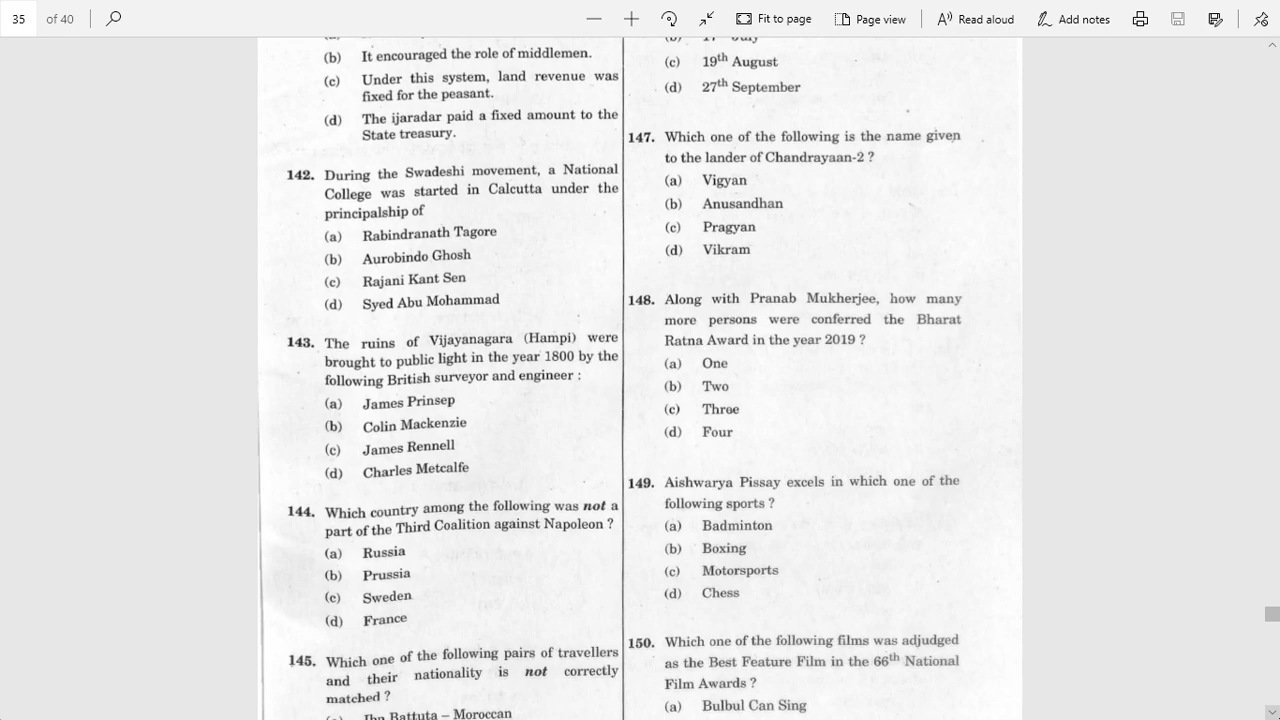 35 of 40
Fit to page
Page view
Read aloud
Add notes
(b) It encouraged the role of middlemen.
(c) Under this system, land revenue was
fixed for the peasant.
(d) The ijaradar paid a fixed amount to the
State treasury.
142. During the Swadeshi movement, a National
College was started in Calcutta under the
principalship of
(a) Rabindranath Tagore
(b) Aurobindo Ghosh
(c) Rajani Kant Sen
(d) Syed Abu Mohammad
143. The ruins of Vijayanagara (Hampi) were
brought to public light in the year 1800 by the
following British surveyor and engineer :
(a) James Prinsep
(b) Colin Mackenzie
(c) James Rennell
(d) Charles Metcalfe
144. Which country among the following was not a
part of the Third Coalition against Napoleon ?
(a) Russia
(b) Prussia
(c) Sweden
(d) France
145. Which one of the following pairs of travellers
and their nationality is not correctly
matched ?
Ibn Battuta – Moroccan
(b) 17th July
(c) 19th August
(d) 27th September
147. Which one of the following is the name given
to the lander of Chandrayaan-2 ?
(a) Vigyan
(b) Anusandhan
(c) Pragyan
(d) Vikram
148. Along with Pranab Mukherjee, how many
more persons were conferred the Bharat
Ratna Award in the year 2019 ?
(a) One
(b) Two
(c) Three
(d) Four
149. Aishwarya Pissay excels in which one of the
following sports ?
(a) Badminton
(b) Boxing
(c) Motorsports
(d) Chess
150. Which one of the following films was adjudged
as the Best Feature Film in the 66th National
Film Awards ?
(a) Bulbul Can Sing